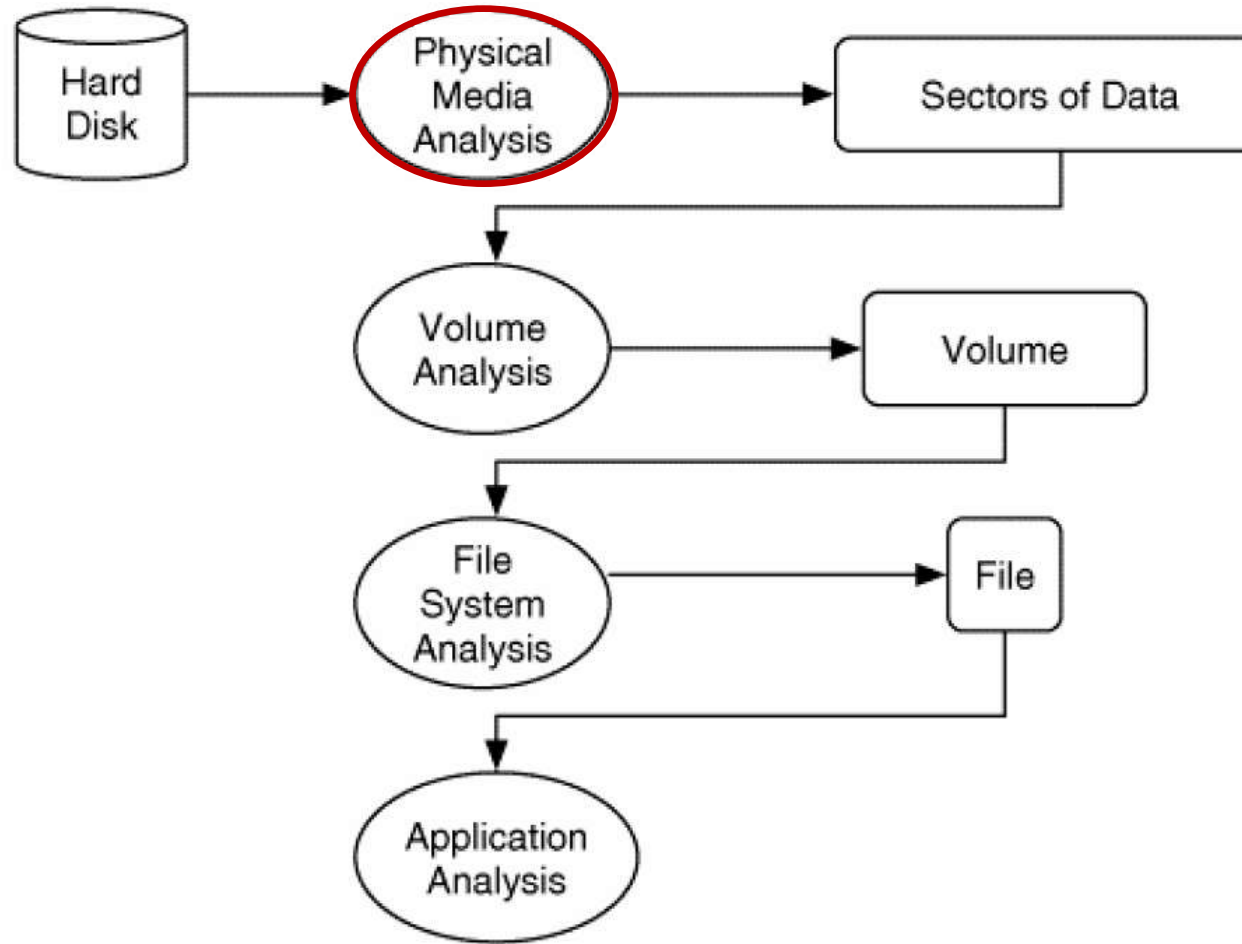 Hard
Disk
Physical
Media
Analysis
Sectors of Data
Volume
Analysis
Volume
File
System
Analysis
File
Application
Analysis